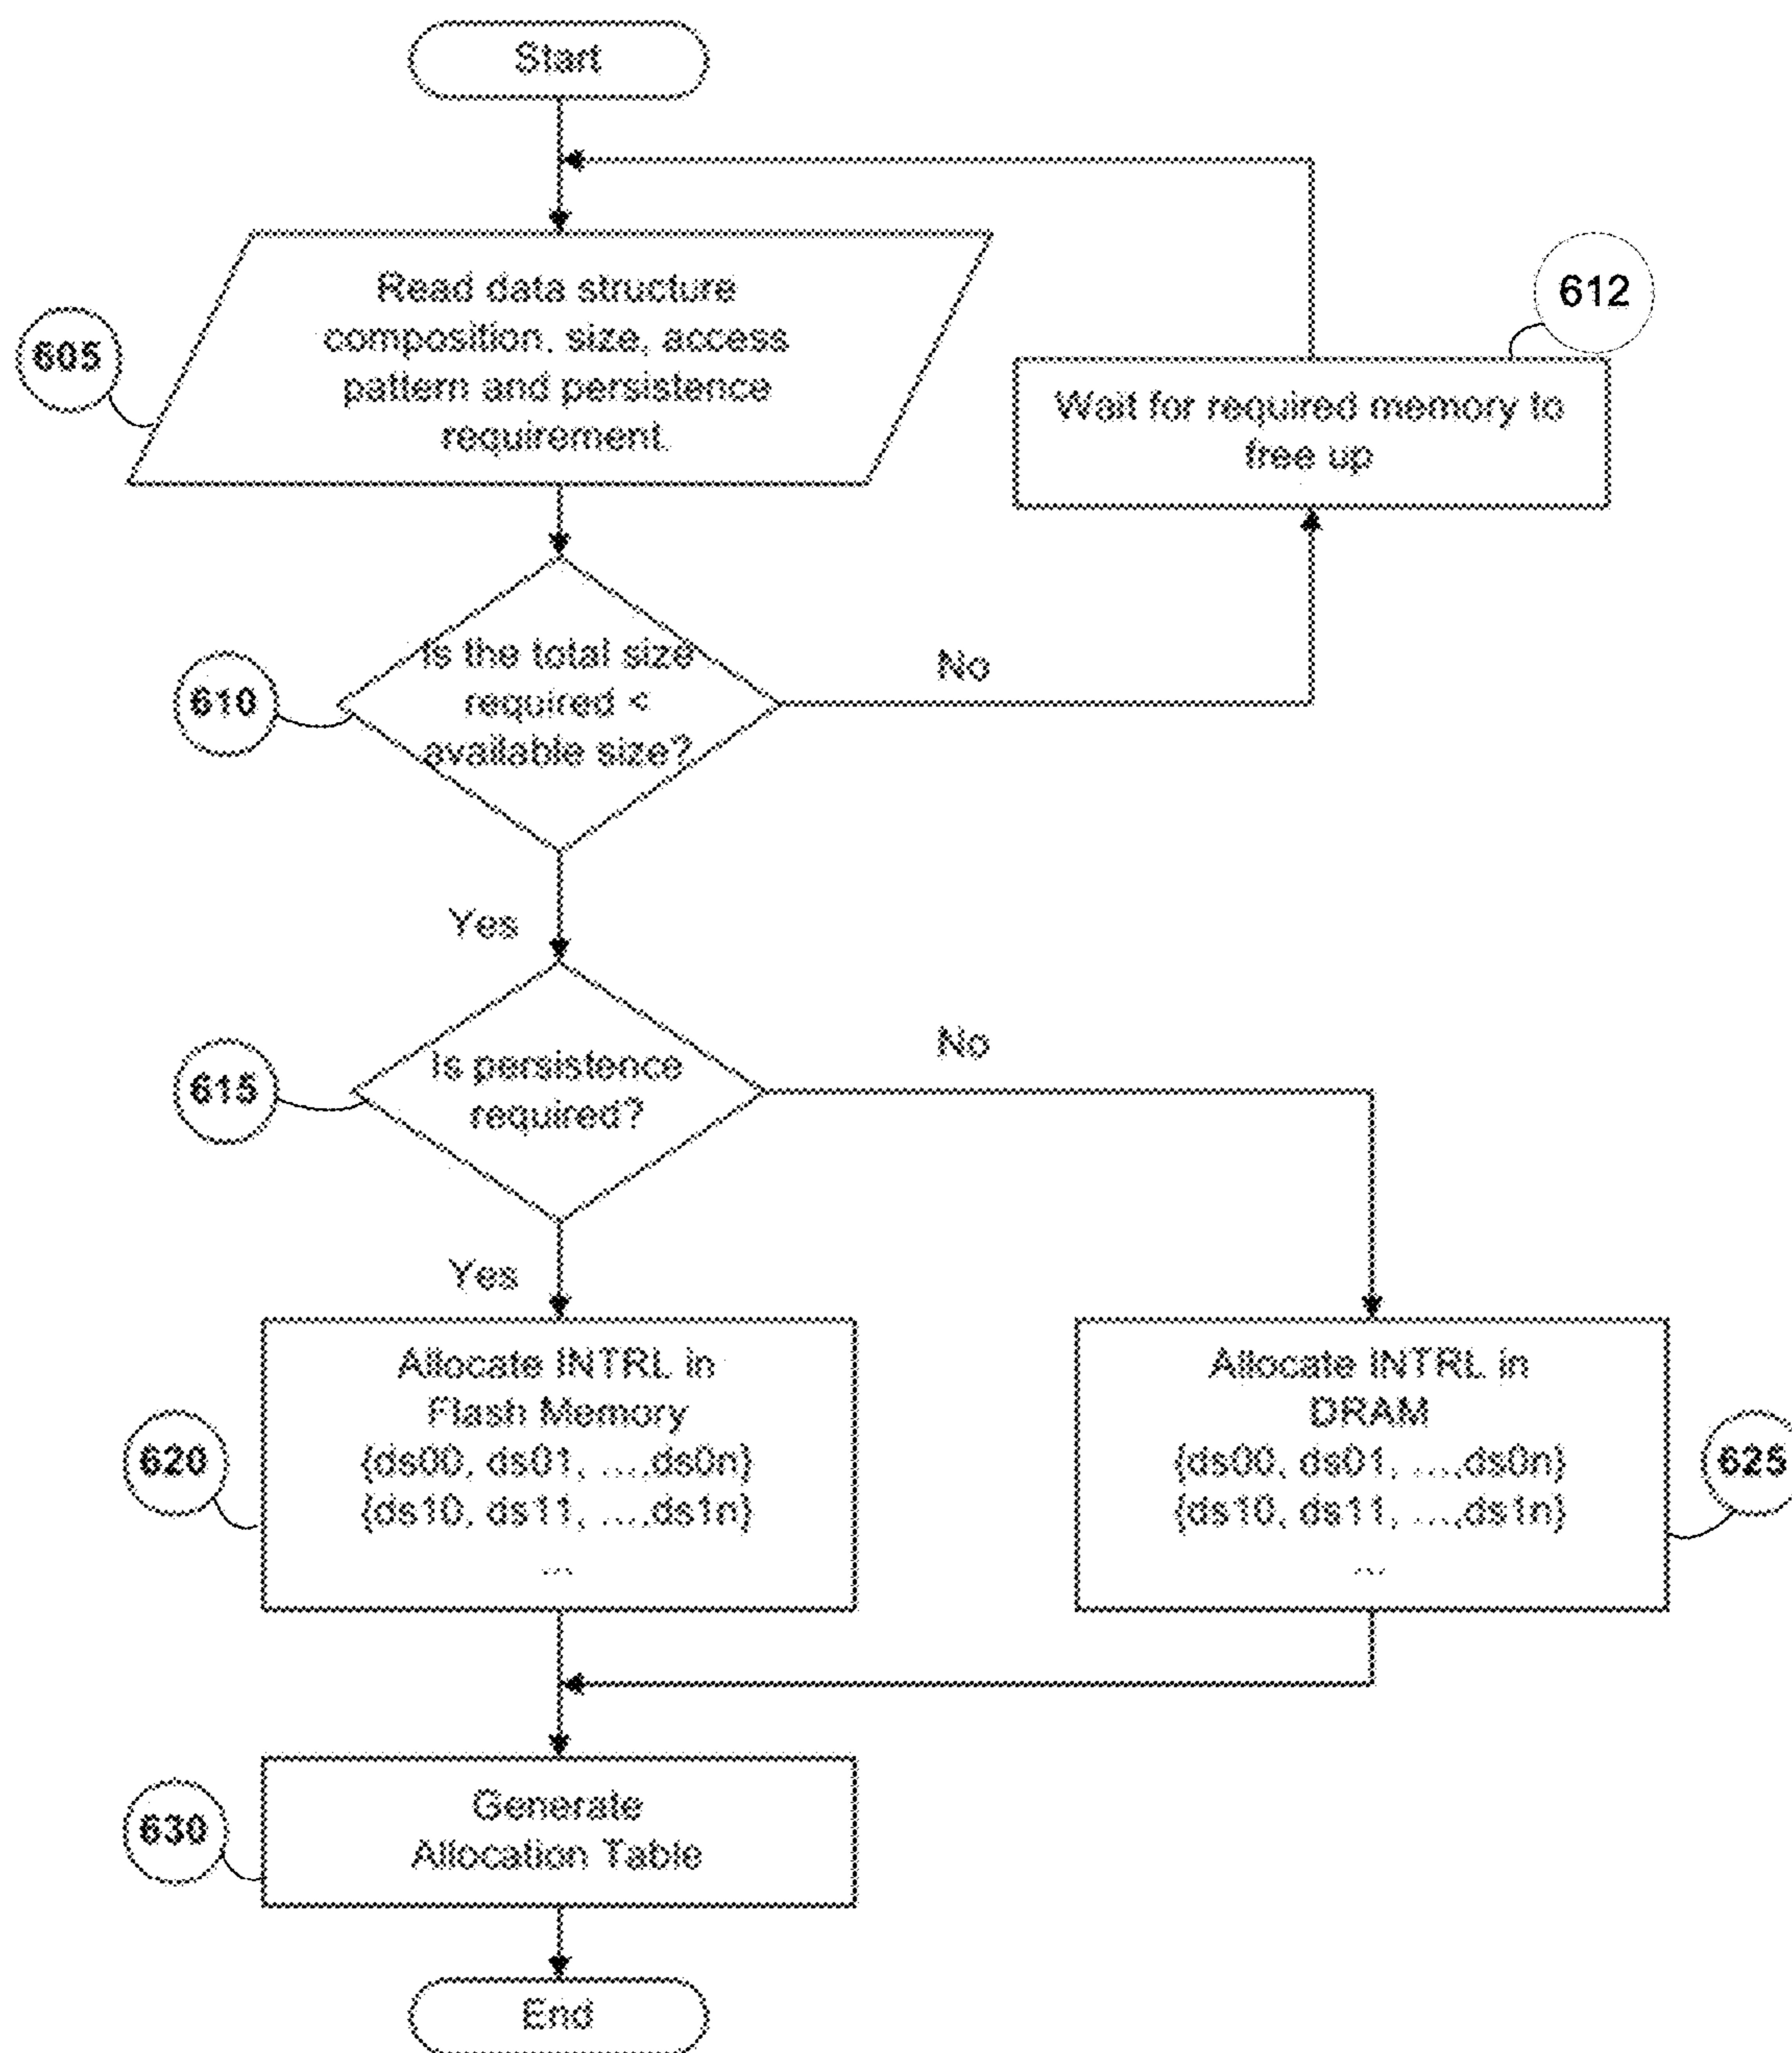 Start
605
Read data structure
composition, size, access
pattern and persistence
requirement.
612
Wait for required memory to
free up
610
Is the total size
required <
available size?
No
Yes
615
Is persistence
required?
No
Yes
620
Allocate INTRL in
Flash Memory
{ds00, ds01, ...,ds0n}
{ds10, ds11, ...,ds1n}
...
Allocate INTRL in
DRAM
{ds00, ds01, ...,ds0n}
{ds10, ds11, ...,ds1n}
...
625
630
Generate
Allocation Table
End